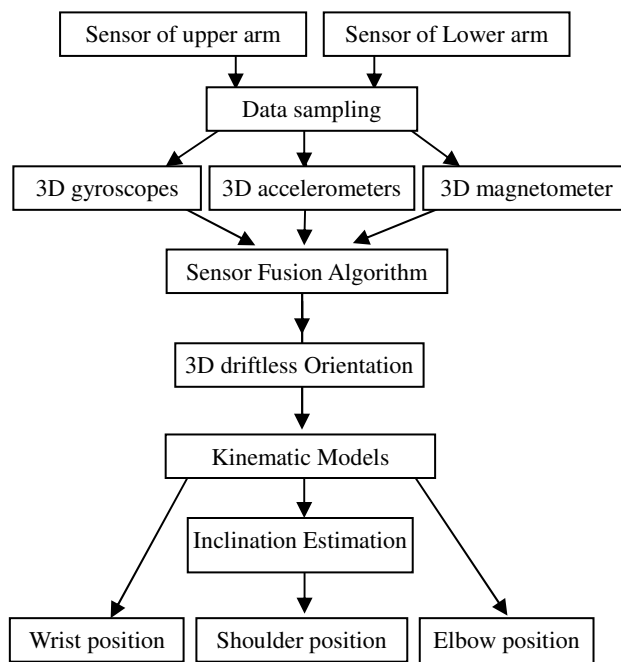 Sensor of upper arm
Sensor of Lower arm
Data sampling
3D gyroscopes
3D accelerometers
3D magnetometer
Sensor Fusion Algorithm
3D driftless Orientation
Kinematic Models
Inclination Estimation
Wrist position
Shoulder position
Elbow position